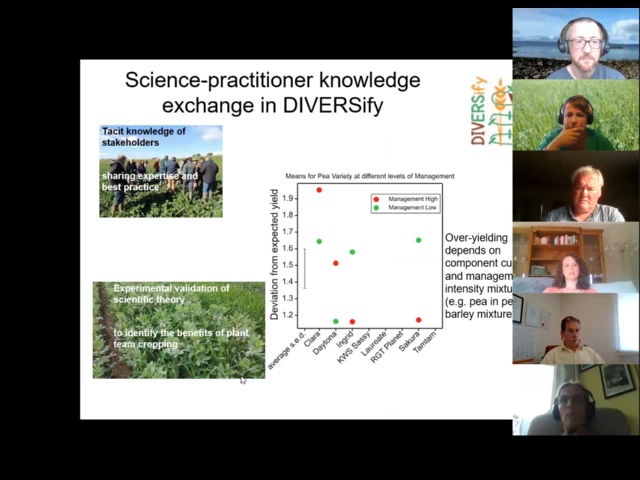 Science-practitioner knowledge
exchange in DIVERSify
DIVERSify
Tacit knowledge of
stakeholders
sharing expertise and
best practice
Means for Pea Variety at different levels of Management
Deviation from expected yield
1.9
1.8
1.7
1.6
1.5
1.4
1.3
1.2
Management High
Management Low
average s.e.d.
Clara
Daytona
Ingrid
KWS Sassy
Laureate
RGT Planet
Sakura
Tamtam
Over-yielding
depends on
component cu
and managem
intensity mixtu
(e.g. pea in pe
barley mixture
Experimental validation of
scientific theory
to identify the benefits of plant
team cropping